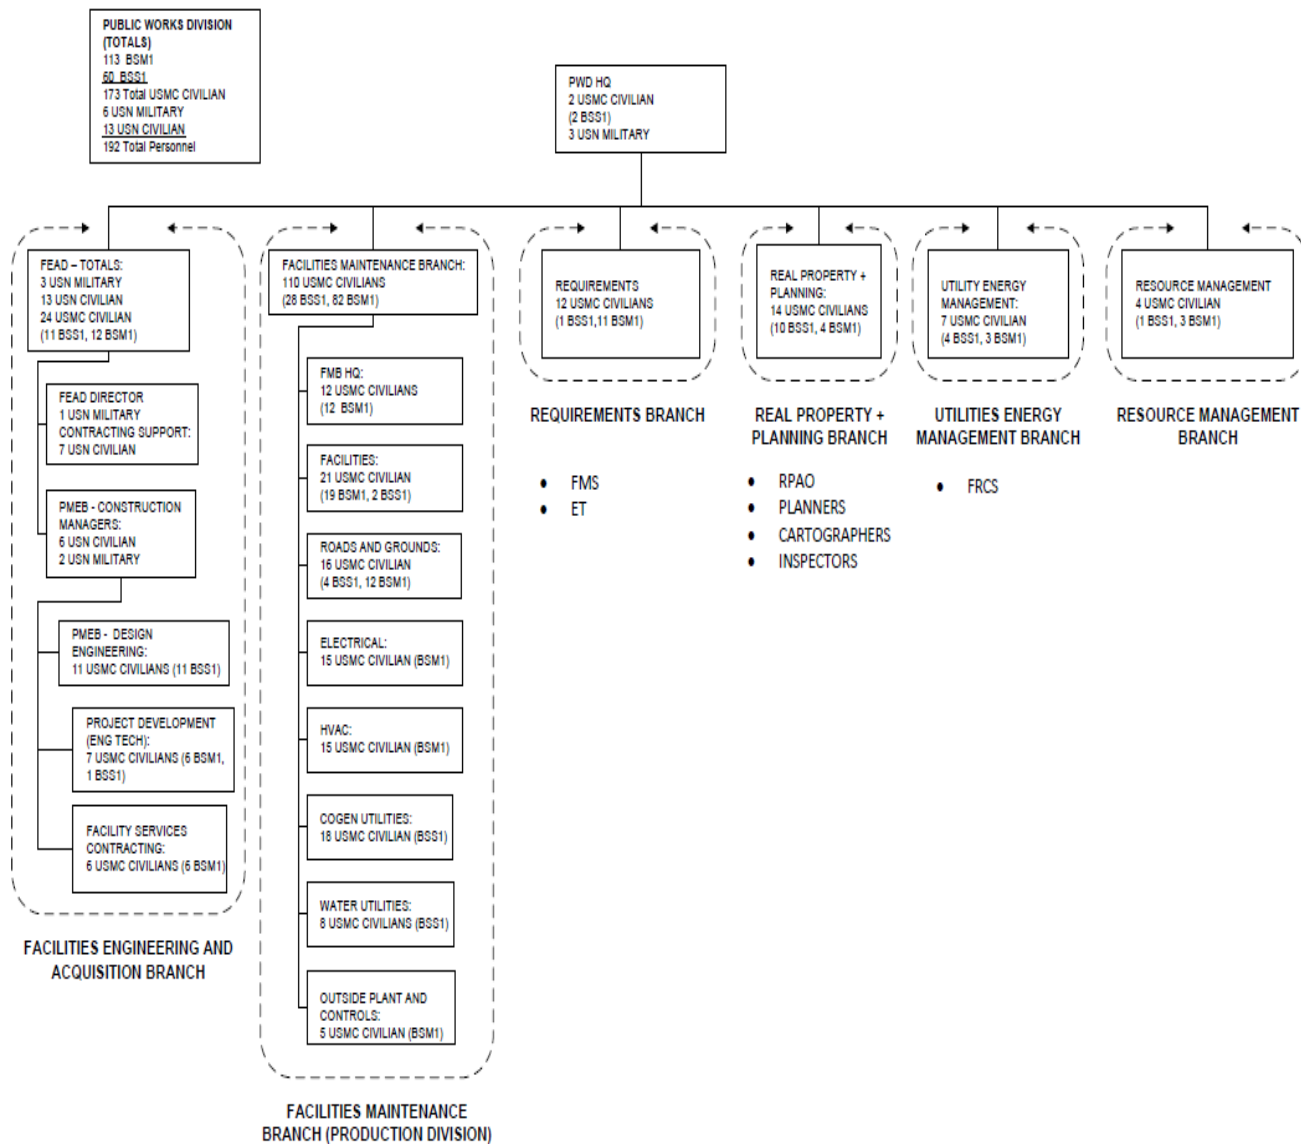 PUBLIC WORKS DIVISION
(TOTALS)
113 BSM1
60 BSS1
173 Total USMC CIVILIAN
6 USN MILITARY
13 USN CIVILIAN
192 Total Personnel
PWD HQ
2 USMC CIVILIAN
(2 BSS1)
3 USN MILITARY
FEAD – TOTALS:
3 USN MILITARY
13 USN CIVILIAN
24 USMC CIVILIAN
(11 BSS1, 12 BSM1)
FEAD DIRECTOR
1 USN MILITARY
CONTRACTING SUPPORT:
7 USN CIVILIAN
PMEB - CONSTRUCTION
MANAGERS:
6 USN CIVILIAN
2 USN MILITARY
PMEB - DESIGN
ENGINEERING:
11 USMC CIVILIANS (11 BSS1)
PROJECT DEVELOPMENT
(ENG TECH):
7 USMC CIVILIANS (6 BSM1,
1 BSS1)
FACILITY SERVICES
CONTRACTING:
6 USMC CIVILIANS (6 BSM1)
FACILITIES ENGINEERING AND
ACQUISITION BRANCH
FACILITIES MAINTENANCE BRANCH:
110 USMC CIVILIANS
(28 BSS1, 82 BSM1)
FMB HQ:
12 USMC CIVILIANS
(12 BSM1)
FACILITIES:
21 USMC CIVILIAN
(19 BSM1, 2 BSS1)
ROADS AND GROUNDS:
16 USMC CIVILIAN
(4 BSS1, 12 BSM1)
ELECTRICAL:
15 USMC CIVILIAN (BSM1)
HVAC:
15 USMC CIVILIAN (BSM1)
COGEN UTILITIES:
18 USMC CIVILIAN (BSS1)
WATER UTILITIES:
8 USMC CIVILIANS (BSS1)
OUTSIDE PLANT AND
CONTROLS:
5 USMC CIVILIAN (BSM1)
FACILITIES MAINTENANCE
BRANCH (PRODUCTION DIVISION)
REQUIREMENTS
12 USMC CIVILIANS
(1 BSS1,11 BSM1)
REQUIREMENTS BRANCH
• FMS
• ET
REAL PROPERTY +
PLANNING:
14 USMC CIVILIANS
(10 BSS1, 4 BSM1)
REAL PROPERTY +
PLANNING BRANCH
• RPAO
• PLANNERS
• CARTOGRAPHERS
• INSPECTORS
UTILITY ENERGY
MANAGEMENT:
7 USMC CIVILIAN
(4 BSS1, 3 BSM1)
UTILITIES ENERGY
MANAGEMENT BRANCH
• FRCS
RESOURCE MANAGEMENT
4 USMC CIVILIAN
(1 BSS1, 3 BSM1)
RESOURCE MANAGEMENT
BRANCH